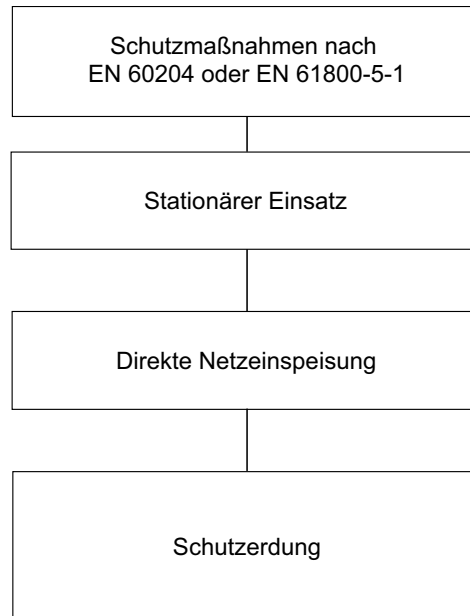 Schutzmaßnahmen nach
EN 60204 oder EN 61800-5-1
Stationärer Einsatz
Direkte Netzeinspeisung
Schutzerdung